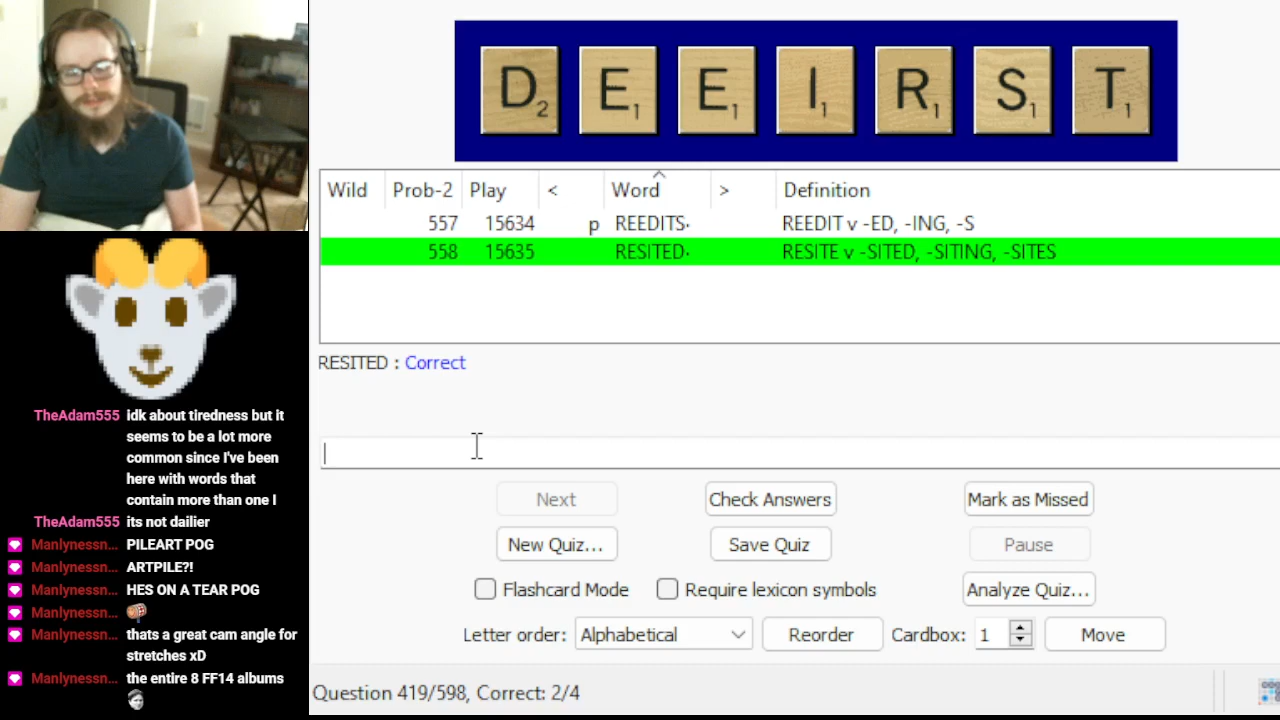 D2 E1 E1 I1 R1 S1 T1
Wild Prob-2 Play < Word > Definition
557 15634 p REEDITS· REEDIT v -ED, -ING, -S
558 15635 RESITED· RESITE v -SITED, -SITING, -SITES
RESITED : Correct
Next Check Answers Mark as Missed
New Quiz... Save Quiz Pause
Flashcard Mode Require lexicon symbols Analyze Quiz...
Letter order: Alphabetical Reorder Cardbox: 1 Move
Question 419/598, Correct: 2/4
TheAdam555 idk about tiredness but it
seems to be a lot more
common since I've been
here with words that
contain more than one I
TheAdam555 its not dailier
Manlynessn... PILEART POG
Manlynessn... ARTPILE?!
Manlynessn... HES ON A TEAR POG
Manlynessn...
Manlynessn... thats a great cam angle for
stretches xD
Manlynessn... the entire 8 FF14 albums